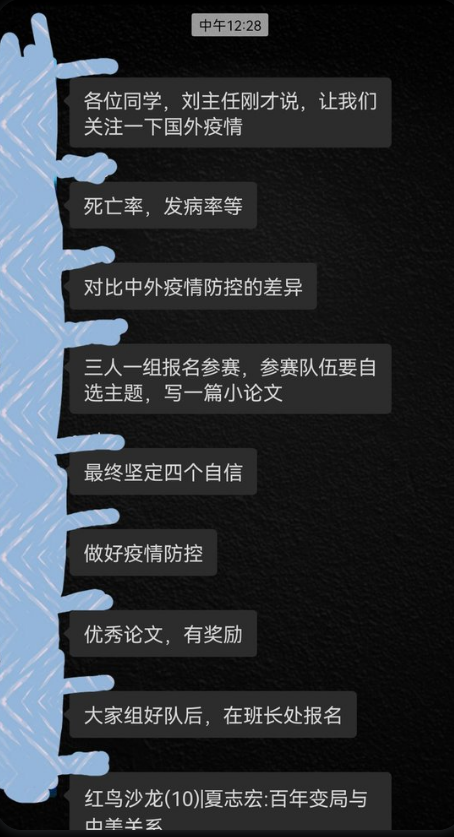 中午12:28
各位同学，刘主任刚才说，让我们
关注一下国外疫情
死亡率，发病率等
对比中外疫情防控的差异
三人一组报名参赛，参赛队伍要自
选主题，写一篇小论文
最终坚定四个自信
做好疫情防控
优秀论文，有奖励
大家组好队后，在班长处报名
红鸟沙龙(10)|夏志宏:百年变局与
中美关系